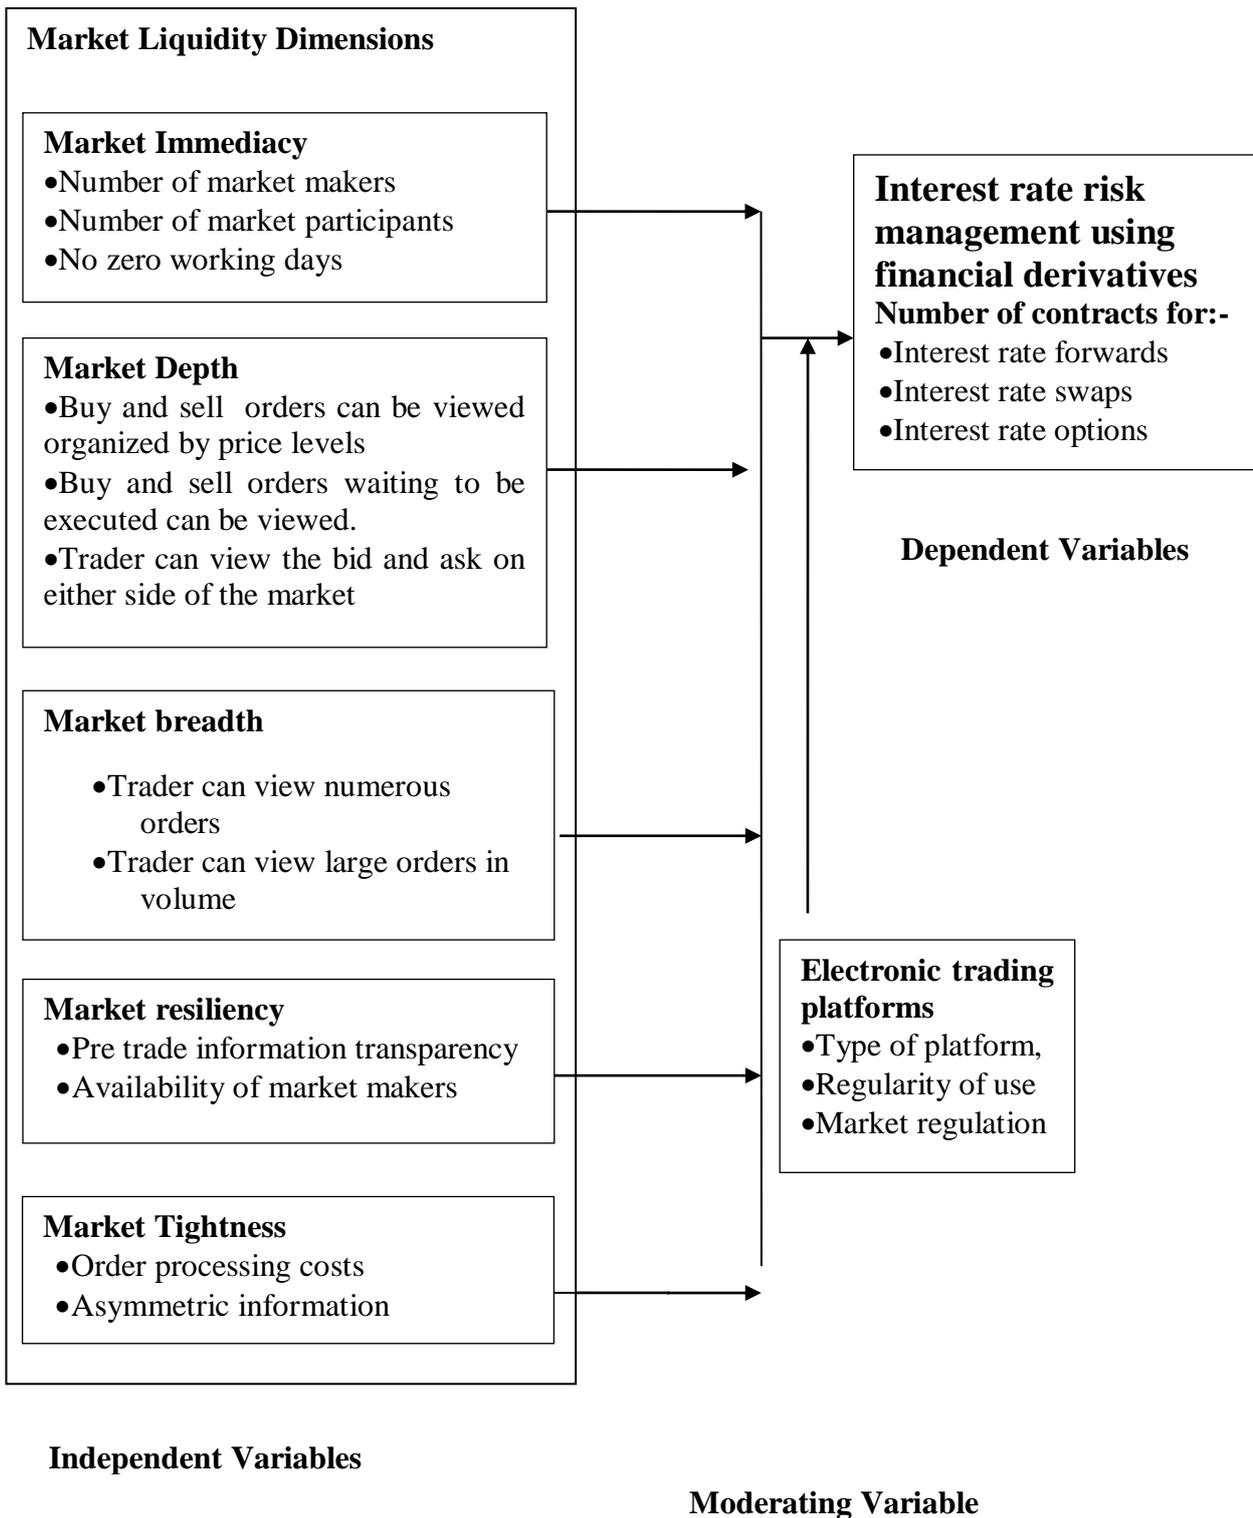 Market Liquidity Dimensions
Market Immediacy
•Number of market makers
•Number of market participants
•No zero working days
Market Depth
•Buy and sell orders can be viewed
organized by price levels
•Buy and sell orders waiting to be
executed can be viewed.
•Trader can view the bid and ask on
either side of the market
Market breadth
•Trader can view numerous
orders
•Trader can view large orders in
volume
Market resiliency
•Pre trade information transparency
•Availability of market makers
Market Tightness
•Order processing costs
•Asymmetric information
Independent Variables
Interest rate risk
management using
financial derivatives
Number of contracts for:-
•Interest rate forwards
•Interest rate swaps
•Interest rate options
Dependent Variables
Electronic trading
platforms
•Type of platform,
•Regularity of use
•Market regulation
Moderating Variable